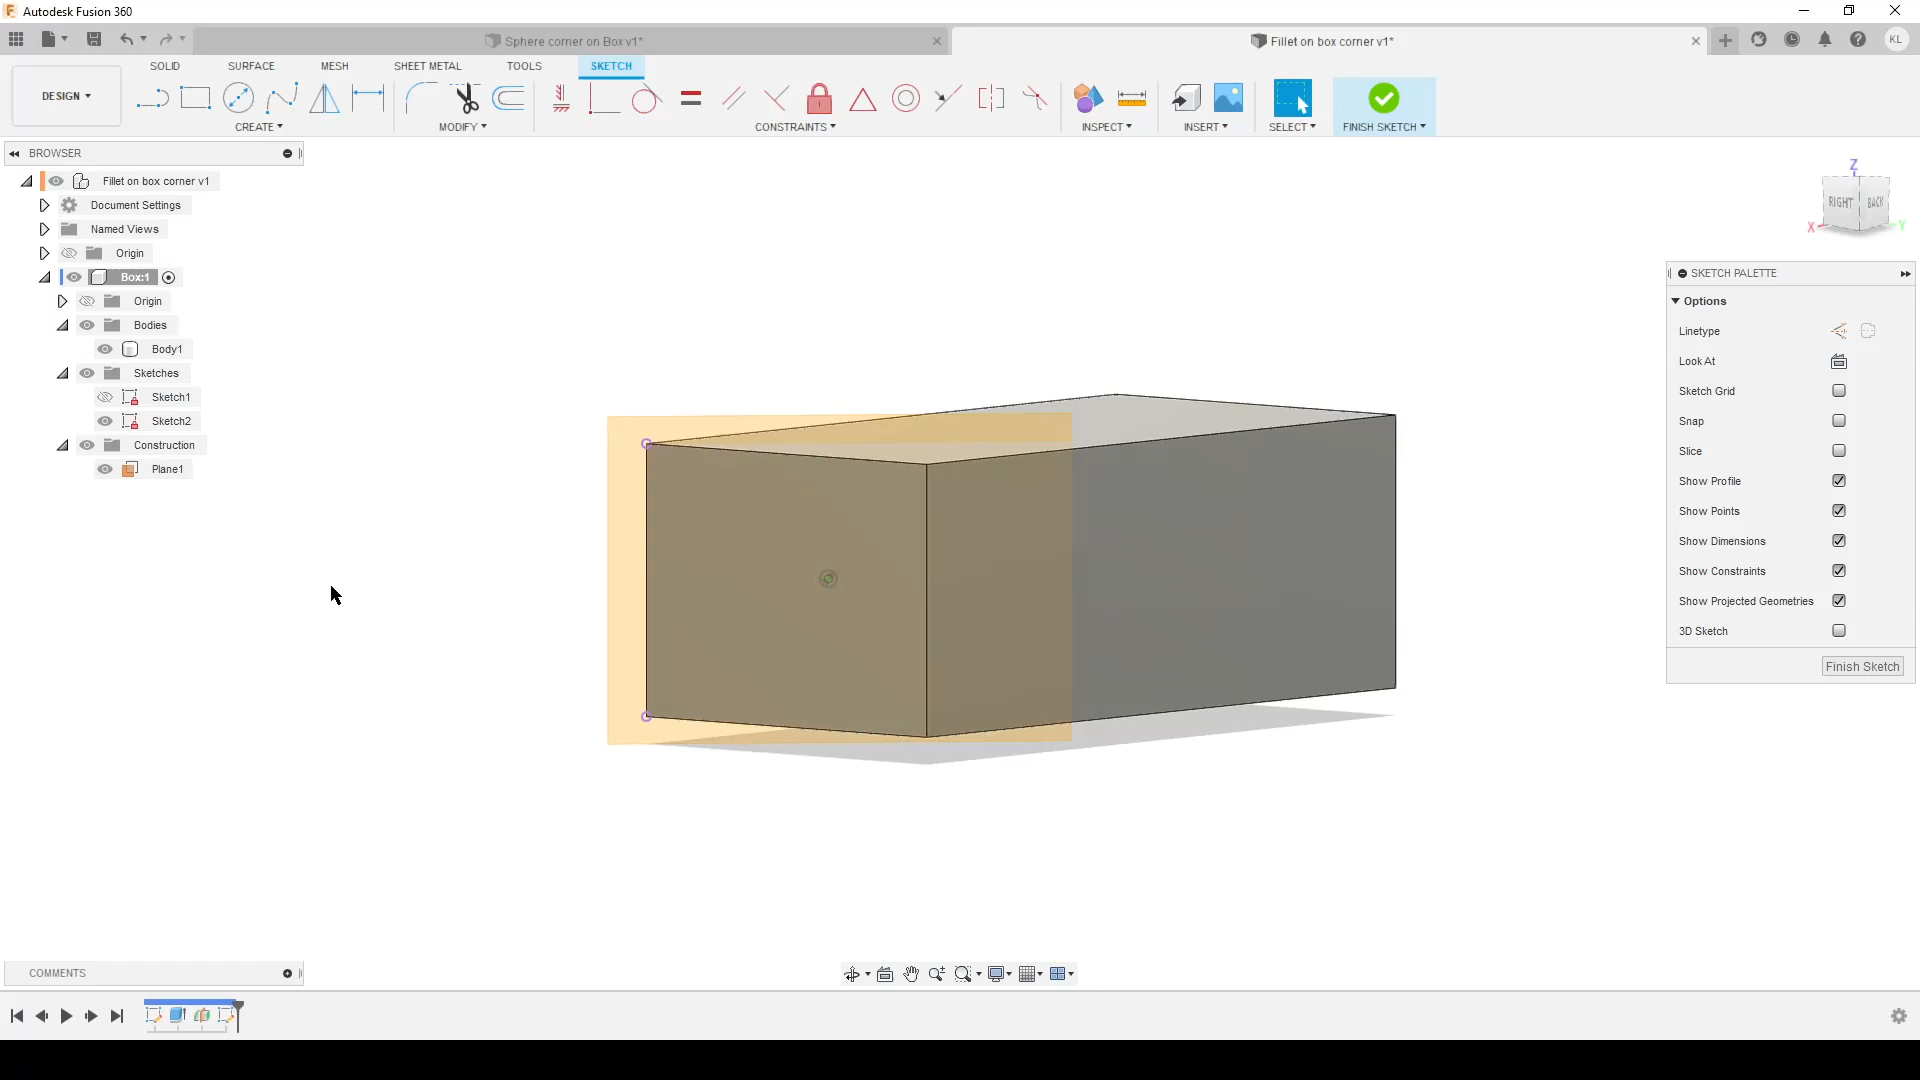 Autodesk Fusion 360
Sphere corner on Box v1*
Fillet on box corner v1*
KL
DESIGN
SOLID
SURFACE
MESH
SHEET METAL
TOOLS
SKETCH
CREATE
MODIFY
CONSTRAINTS
INSPECT
INSERT
SELECT
FINISH SKETCH
BROWSER
Fillet on box corner v1
Document Settings
Named Views
Origin
Box:1
Origin
Bodies
Body1
Sketches
Sketch1
Sketch2
Construction
Plane1
Z
RIGHT
BACK
X
Y
SKETCH PALETTE
Options
Linetype
Look At
Sketch Grid
Snap
Slice
Show Profile
Show Points
Show Dimensions
Show Constraints
Show Projected Geometries
3D Sketch
Finish Sketch
COMMENTS